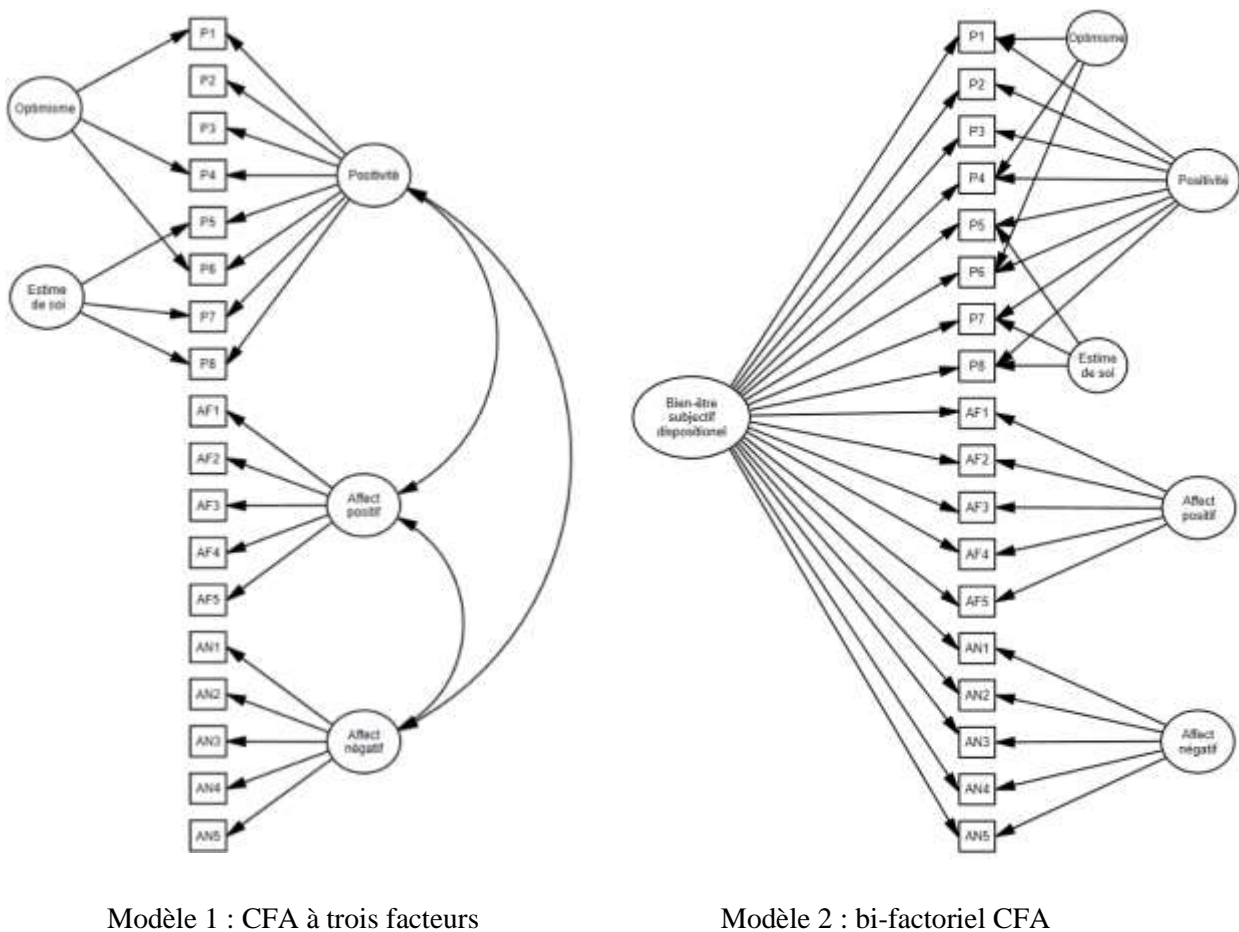 P1
P2
P3
P4
P5
P6
P7
P8
AF1
AF2
AF3
AF4
AF5
AN1
AN2
AN3
AN4
AN5
Optimisme
Estime
de soi
Positivité
Affect
positif
Affect
négatif
Modèle 1 : CFA à trois facteurs
P1
P2
P3
P4
P5
P6
P7
P8
AF1
AF2
AF3
AF4
AF5
AN1
AN2
AN3
AN4
AN5
Optimisme
Positivité
Estime
de soi
Bien-être
subjectif
dispositionel
Affect
positif
Affect
négatif
Modèle 2 : bi-factoriel CFA